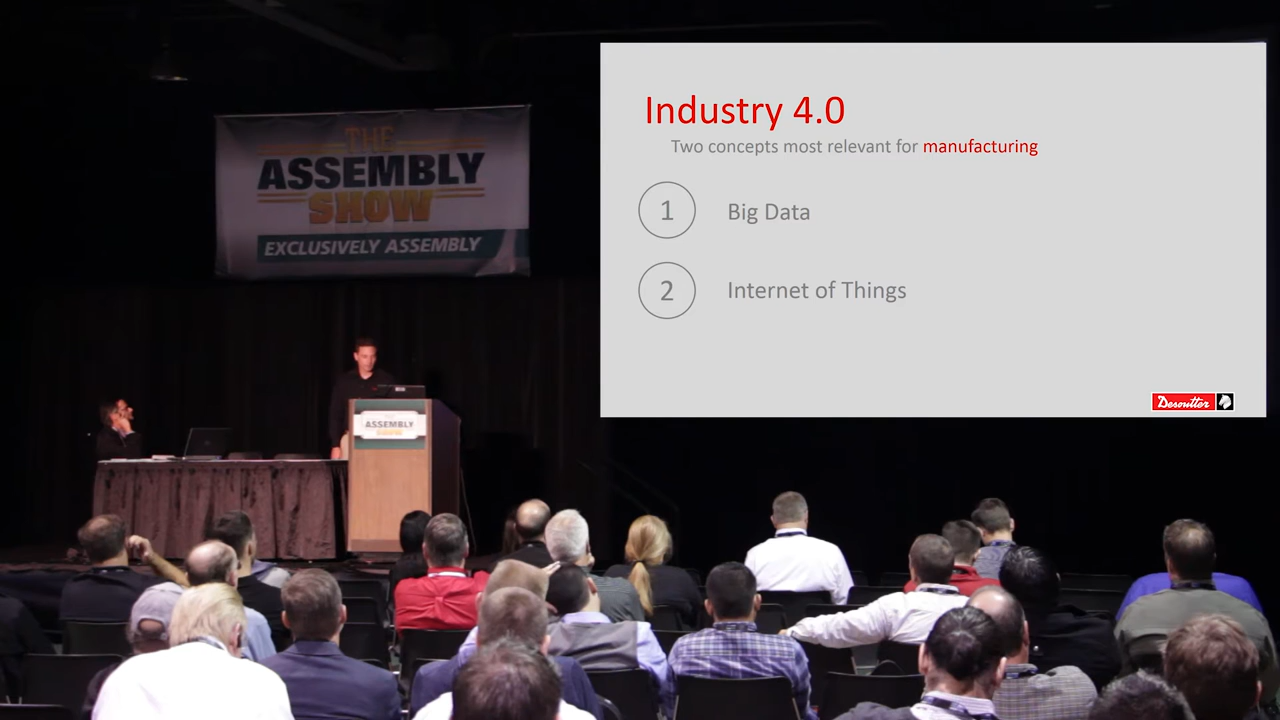 THE
ASSEMBLY
SHOW
EXCLUSIVELY ASSEMBLY
Industry 4.0
Two concepts most relevant for manufacturing
1 Big Data
2 Internet of Things
Desoutter
THE
ASSEMBLY
SHOW